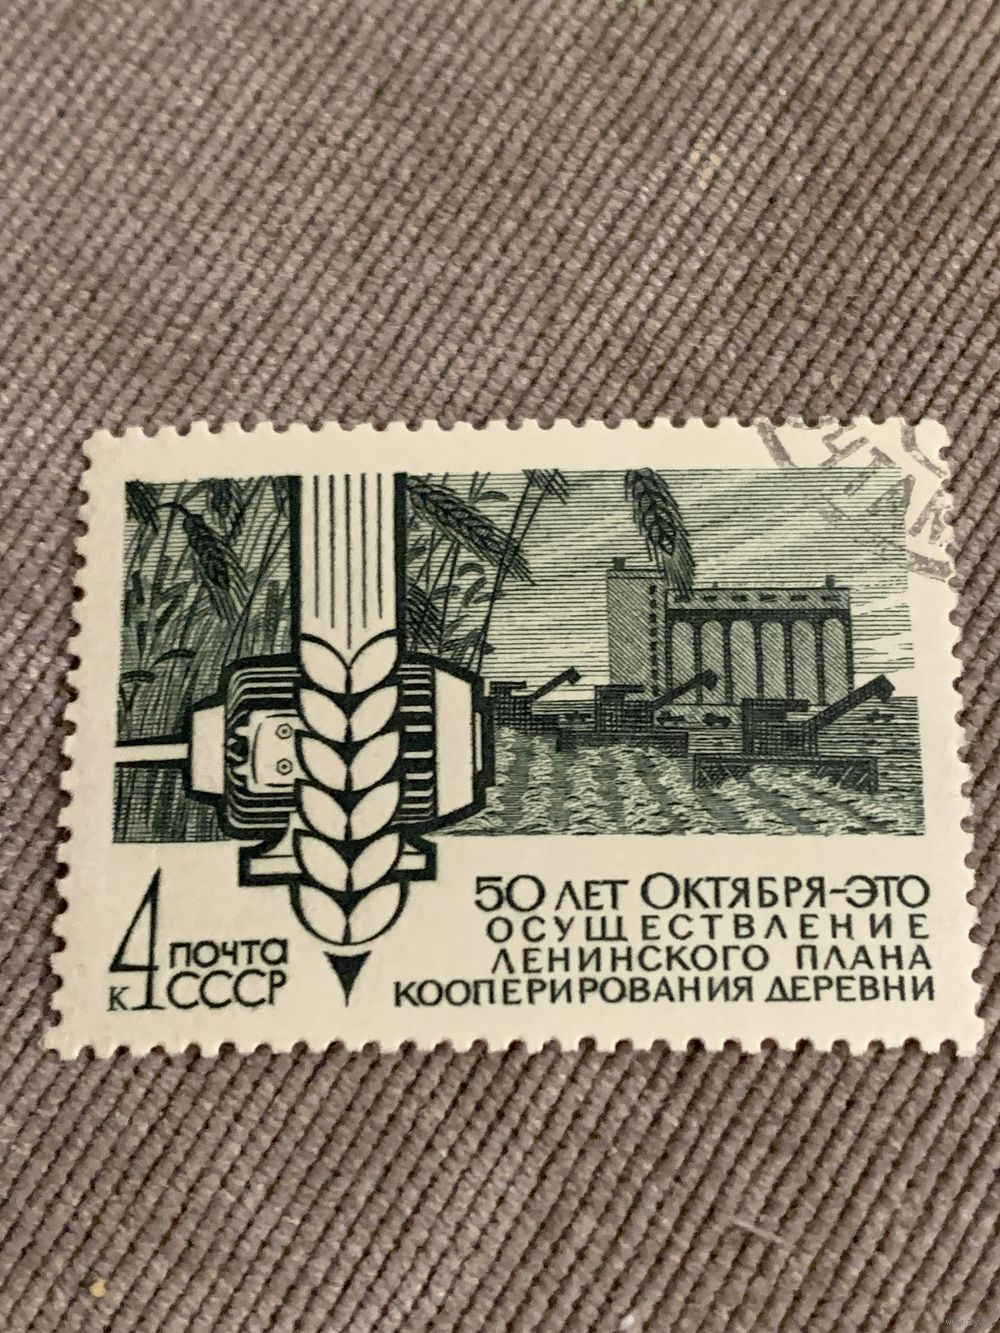 50 ЛЕТ ОКТЯБРЯ-ЭТО
ОСУЩЕСТВЛЕНИЕ
ЛЕНИНСКОГО ПЛАНА
КООПЕРИРОВАНИЯ ДЕРЕВНИ
4 К
ПОЧТА
СССР